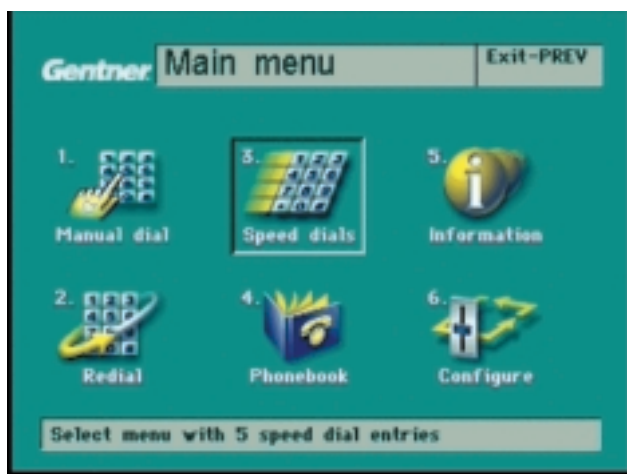 Gentner Main menu Exit-PREV
1. 3. 5.
Manual dial Speed dials Information
2. 4. 6.
Redial Phonebook Configure
Select menu with 5 speed dial entries